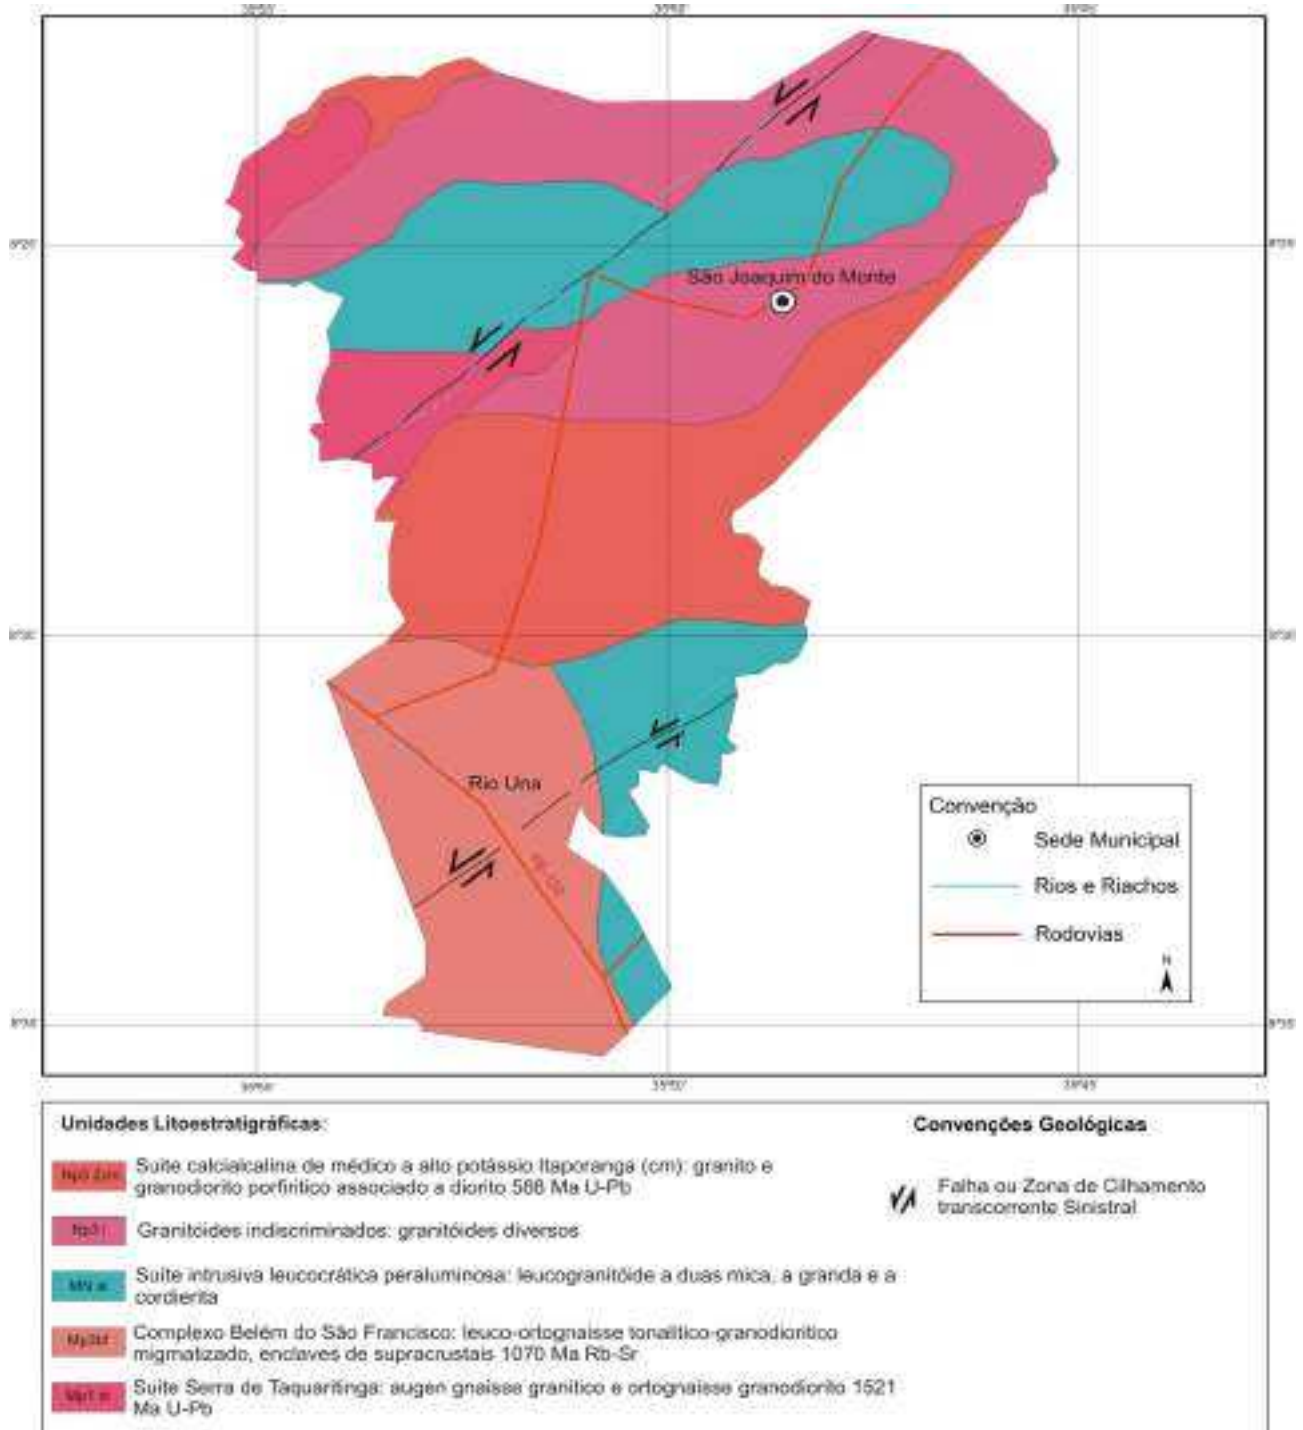 São Joaquim do Monte
Rio Una
Convenção
Sede Municipal
Rios e Riachos
Rodovias
N
Unidades Litoestratigráficas:
Suite calcialcalina de médico a alto potássio Itaporanga (cm): granito e
granodiorito porfirítico associado a diorito 588 Ma U-Pb
Granitóides indiscriminados: granitóides diversos
Suíte intrusiva leucocrática peraluminosa: leucogranitóide a duas mica, a granda e a
cordierita
Complexo Belém do São Francisco: leuco-ortognaisse tonalítico-granodiorítico
migmatizado, enclaves de supracrustais 1070 Ma Rb-Sr
Suíte Serra de Taquaritinga: augen gnaisse granítico e ortognaisse granodiorito 1521
Ma U-Pb
Convenções Geológicas
Falha ou Zona de Cilhamento
transcorrente Sinistral